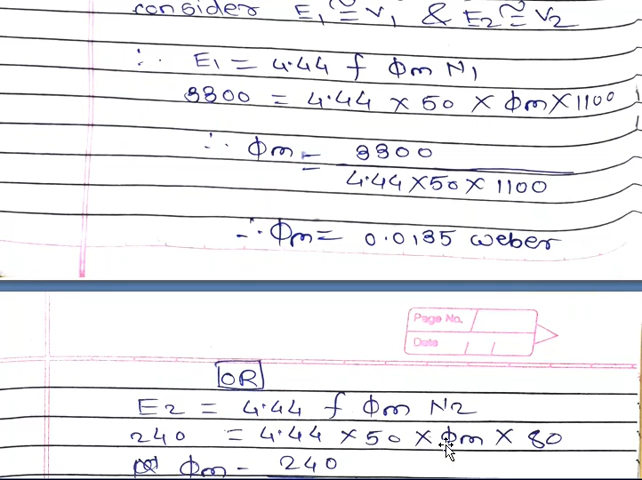 consider E₁ ≅ V₁ & E₂ ≅ V₂
∴ E₁ = 4.44 f Φm N₁
3300 = 4.44 × 50 × Φm × 1100
∴ Φm = 3300 / 4.44 × 50 × 1100
∴ Φm = 0.0135 weber
Page No.
Date / /
OR
E₂ = 4.44 f Φm N₂
240 = 4.44 × 50 × Φm × 80
Φm = 240